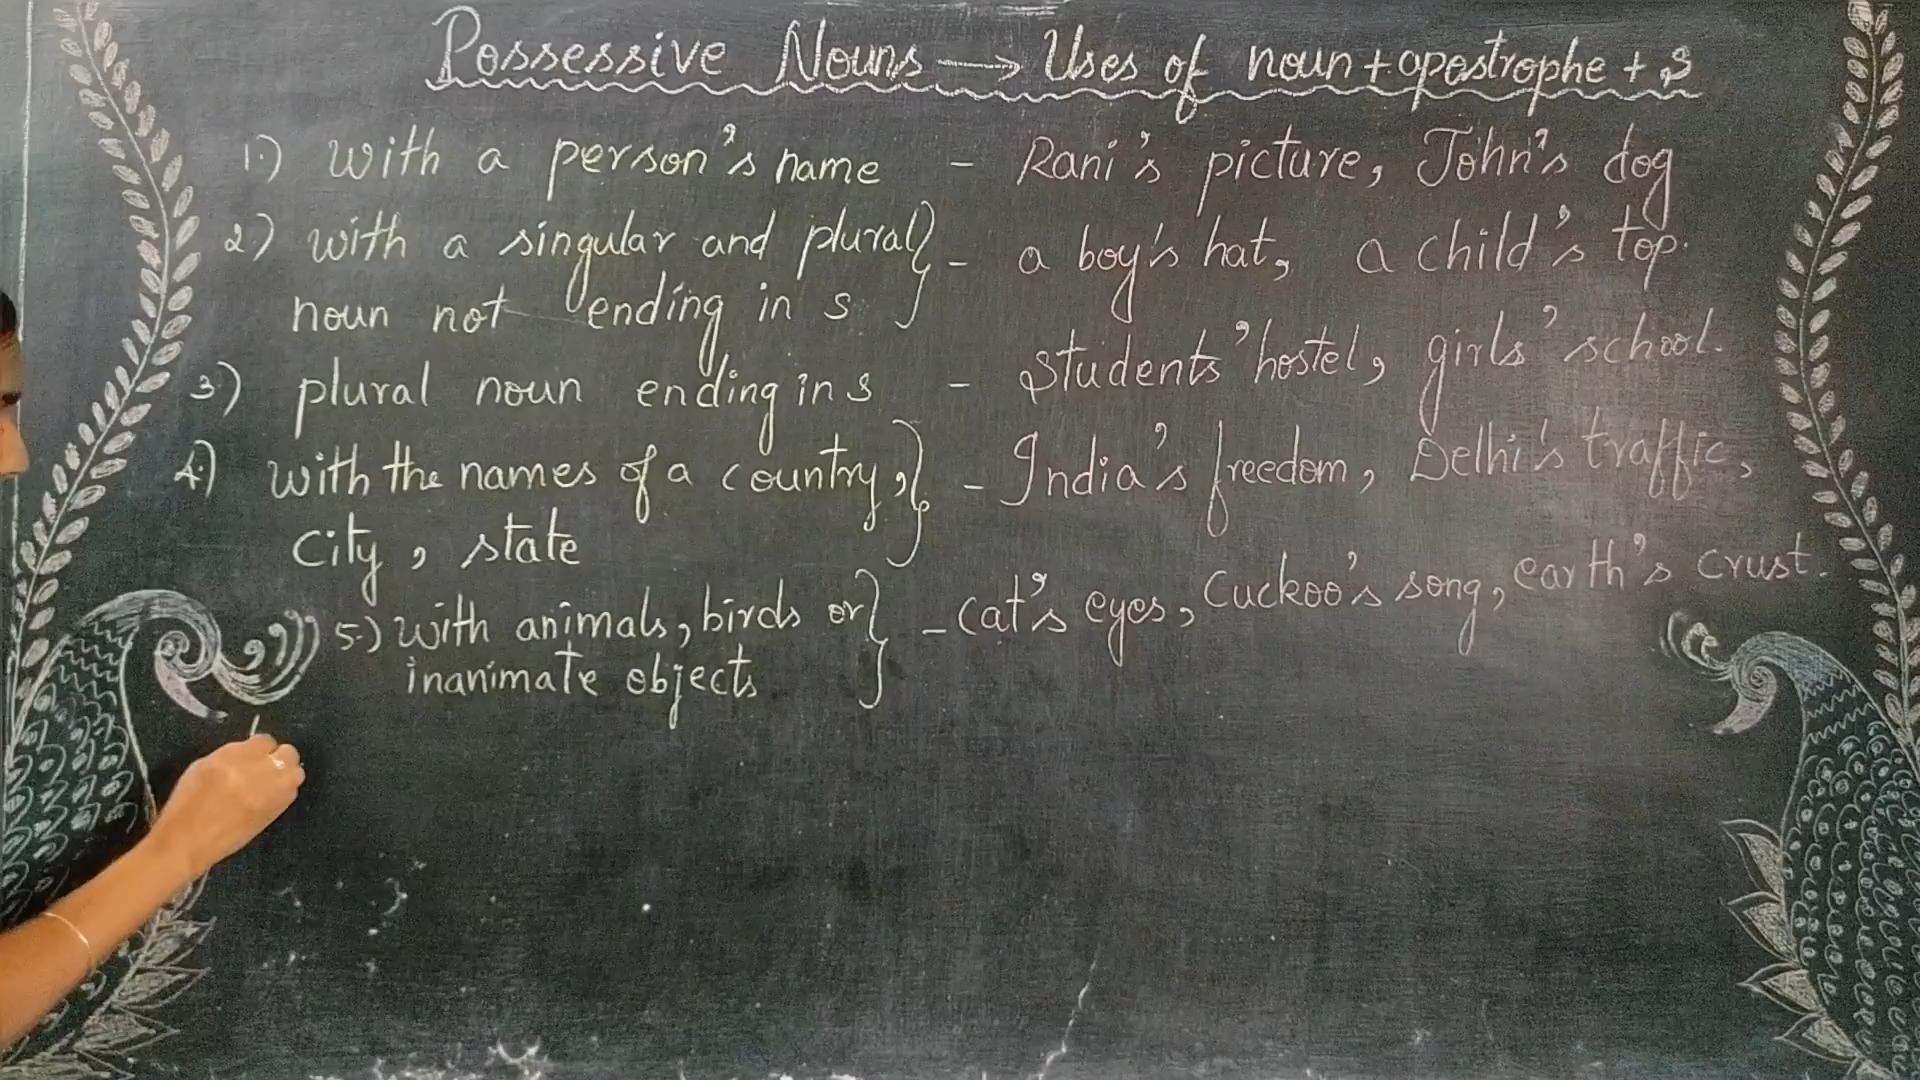 Possessive Nouns → Uses of noun + apostrophe + s
1.) with a person's name - Rani's picture, John's dog
2.) with a singular and plural } - a boy's hat, a child's top.
noun not ending in s
3.) plural noun ending in s - Students' hostel, girls' school.
4.) with the names of a country, } - India's freedom, Delhi's traffic,
City, state
5.) with animals, birds or } - cat's eyes, Cuckoo's song, earth's crust.
inanimate objects